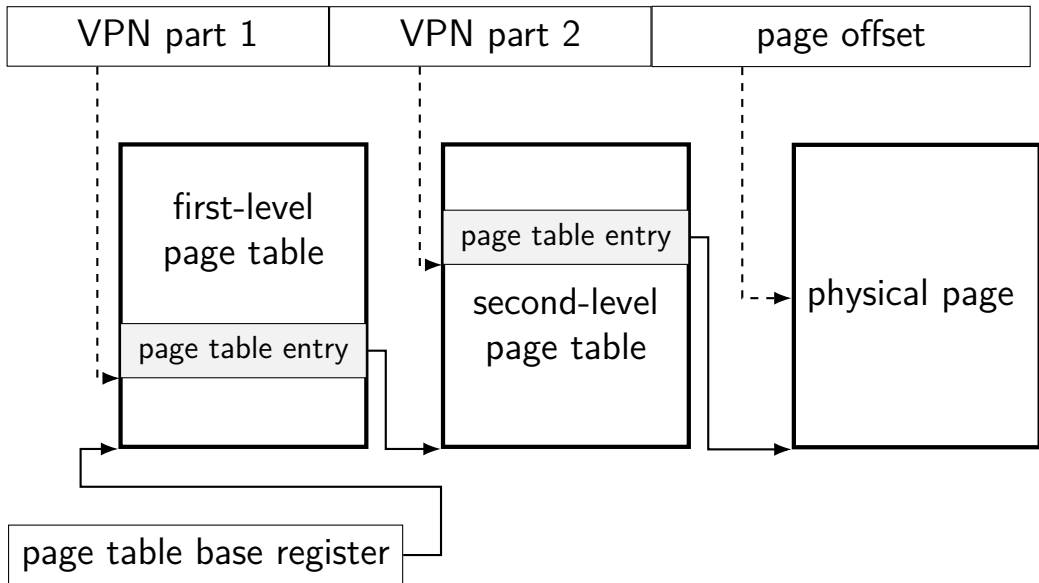 VPN part 1
VPN part 2
page offset
first-level
page table
page table entry
page table entry
second-level
page table
physical page
page table base register